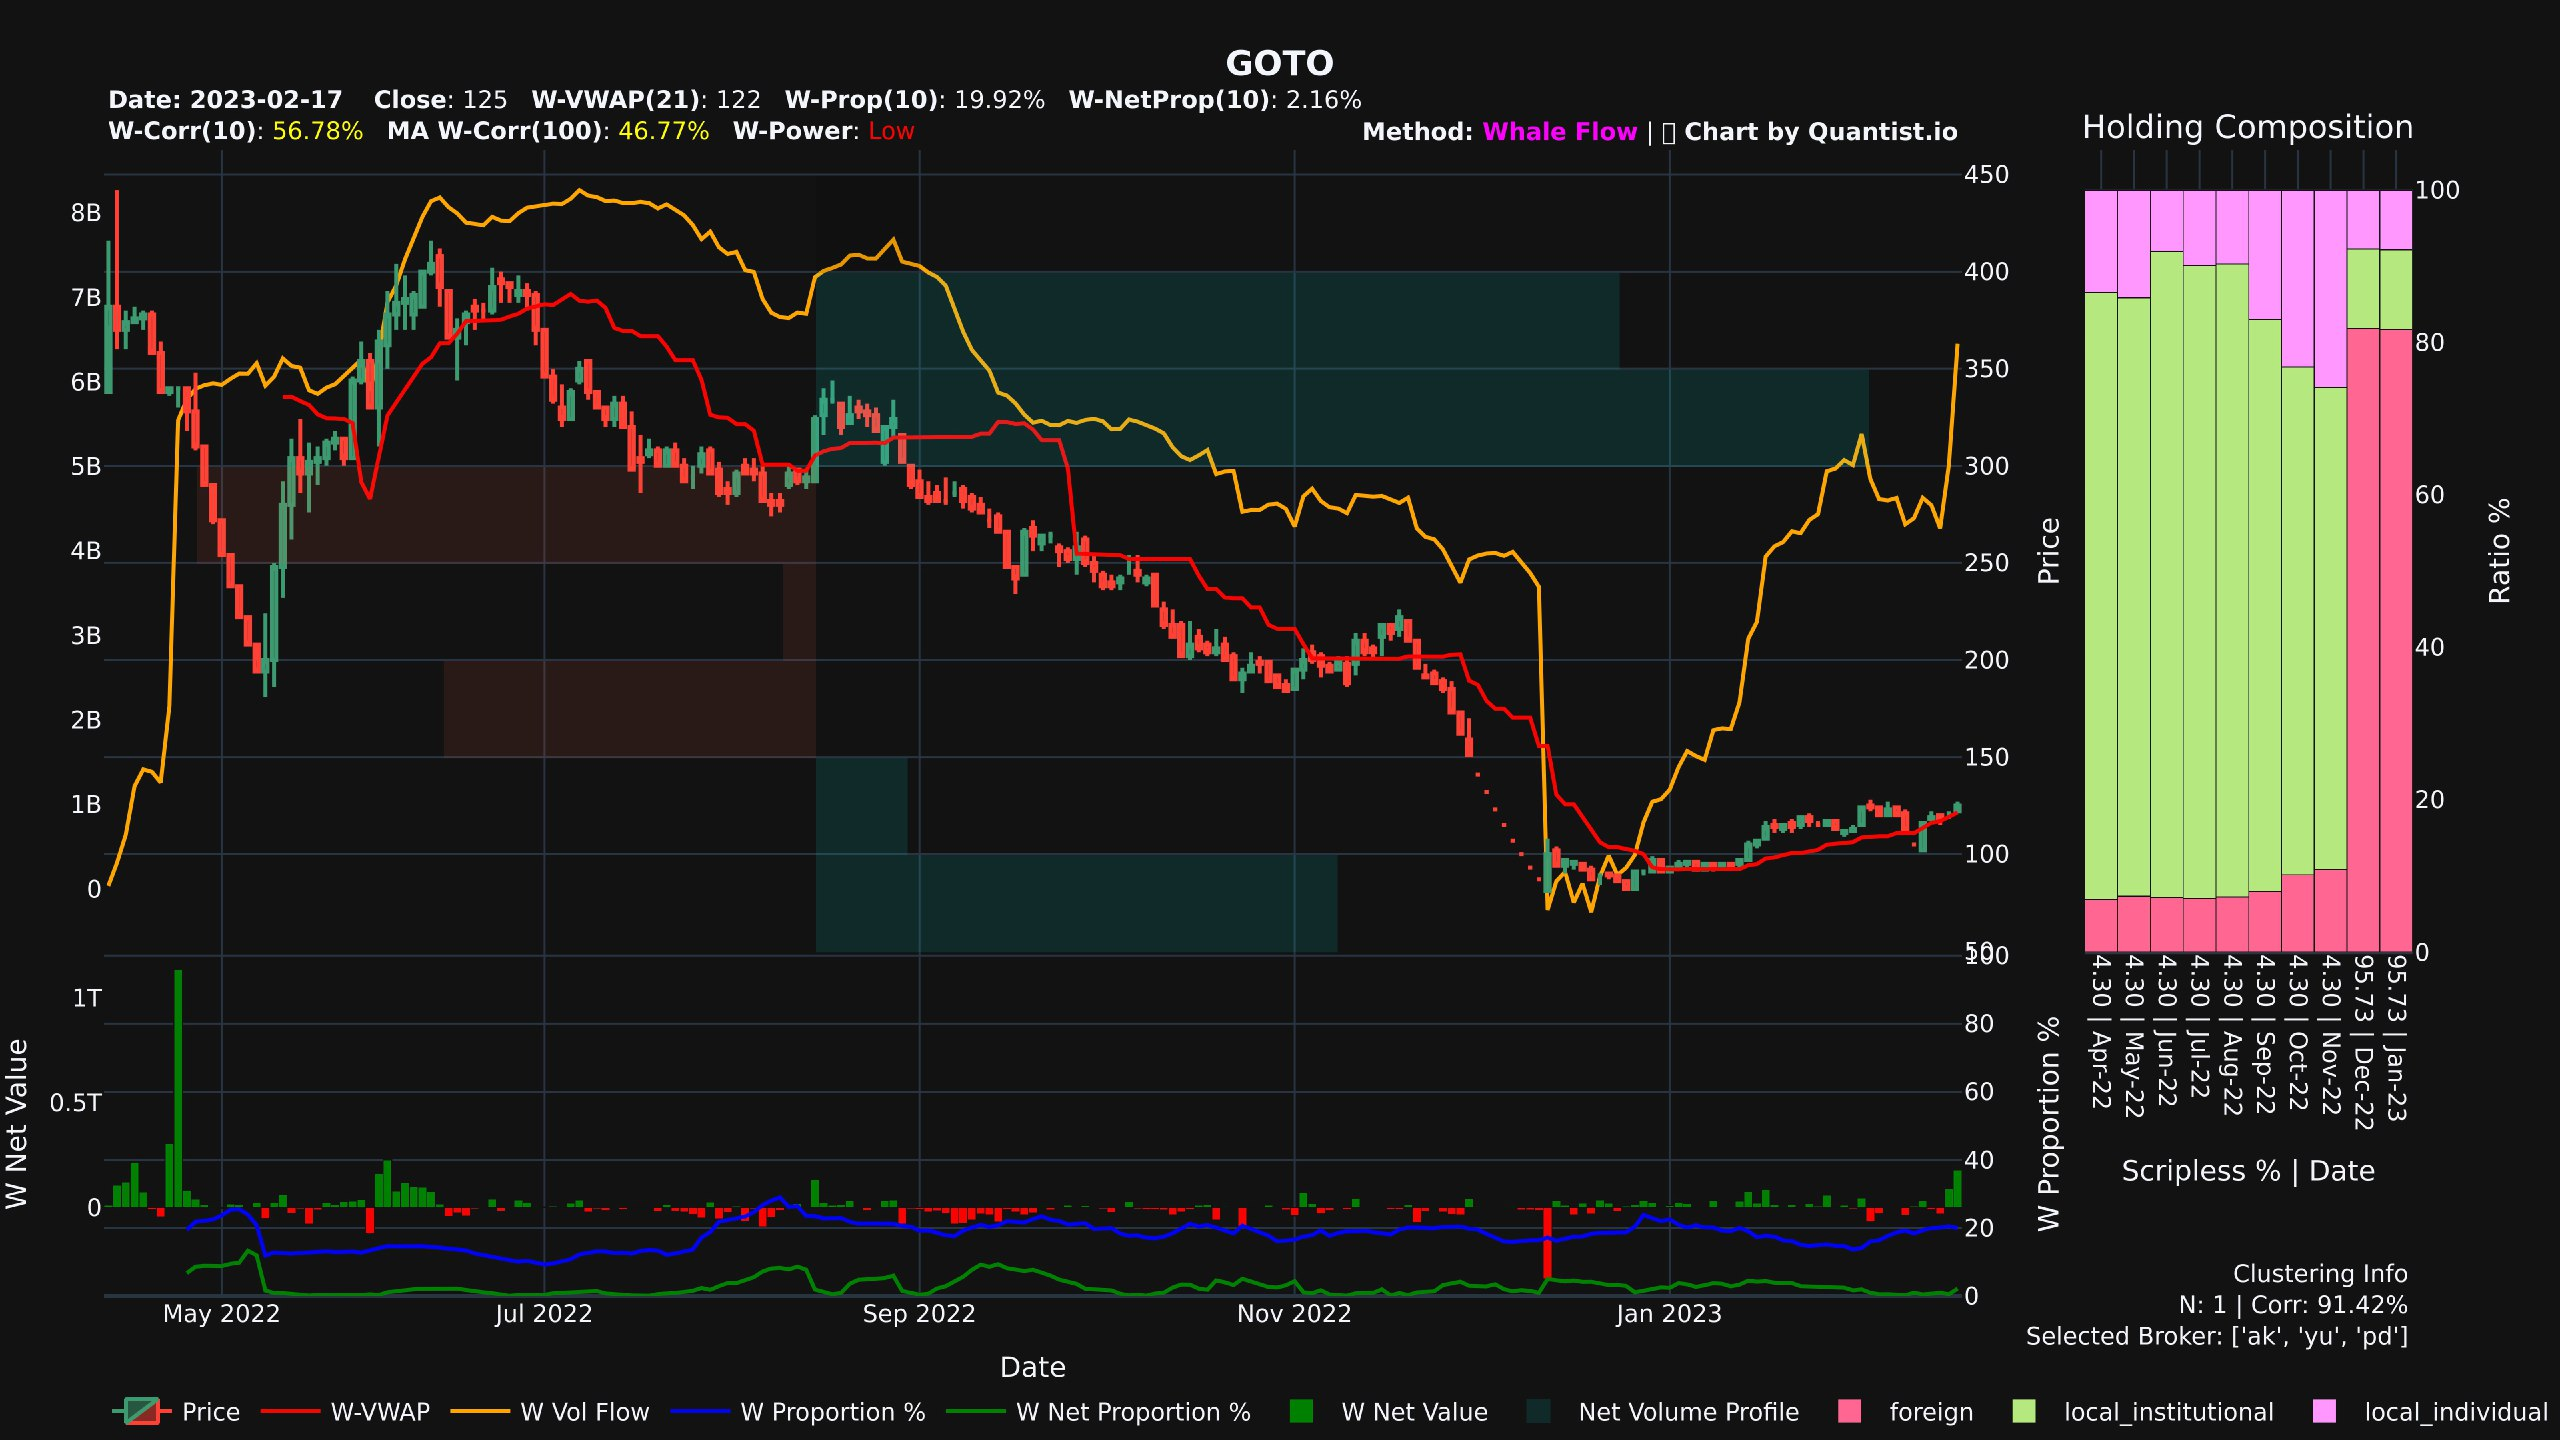 GOTO
Date: 2023-02-17 Close: 125 W-VWAP(21): 122 W-Prop(10): 19.92% W-NetProp(10): 2.16%
W-Corr(10): 56.78% MA W-Corr(100): 46.77% W-Power: Low
Method: Whale Flow | Chart by Quantist.io
Holding Composition
8B
7B
6B
5B
4B
3B
2B
1B
0
450
400
350
300
250
200
150
100
50
Price
100
80
60
40
20
0
Ratio %
4.30 | Apr-22
4.30 | May-22
4.30 | Jun-22
4.30 | Jul-22
4.30 | Aug-22
4.30 | Sep-22
4.30 | Oct-22
4.30 | Nov-22
95.73 | Dec-22
95.73 | Jan-23
Scripless % | Date
W Net Value
1T
0.5T
0
100
80
60
40
20
0
W Proportion %
May 2022
Jul 2022
Sep 2022
Nov 2022
Jan 2023
Date
Clustering Info
N: 1 | Corr: 91.42%
Selected Broker: ['ak', 'yu', 'pd']
Price W-VWAP W Vol Flow W Proportion % W Net Proportion % W Net Value Net Volume Profile foreign local_institutional local_individual